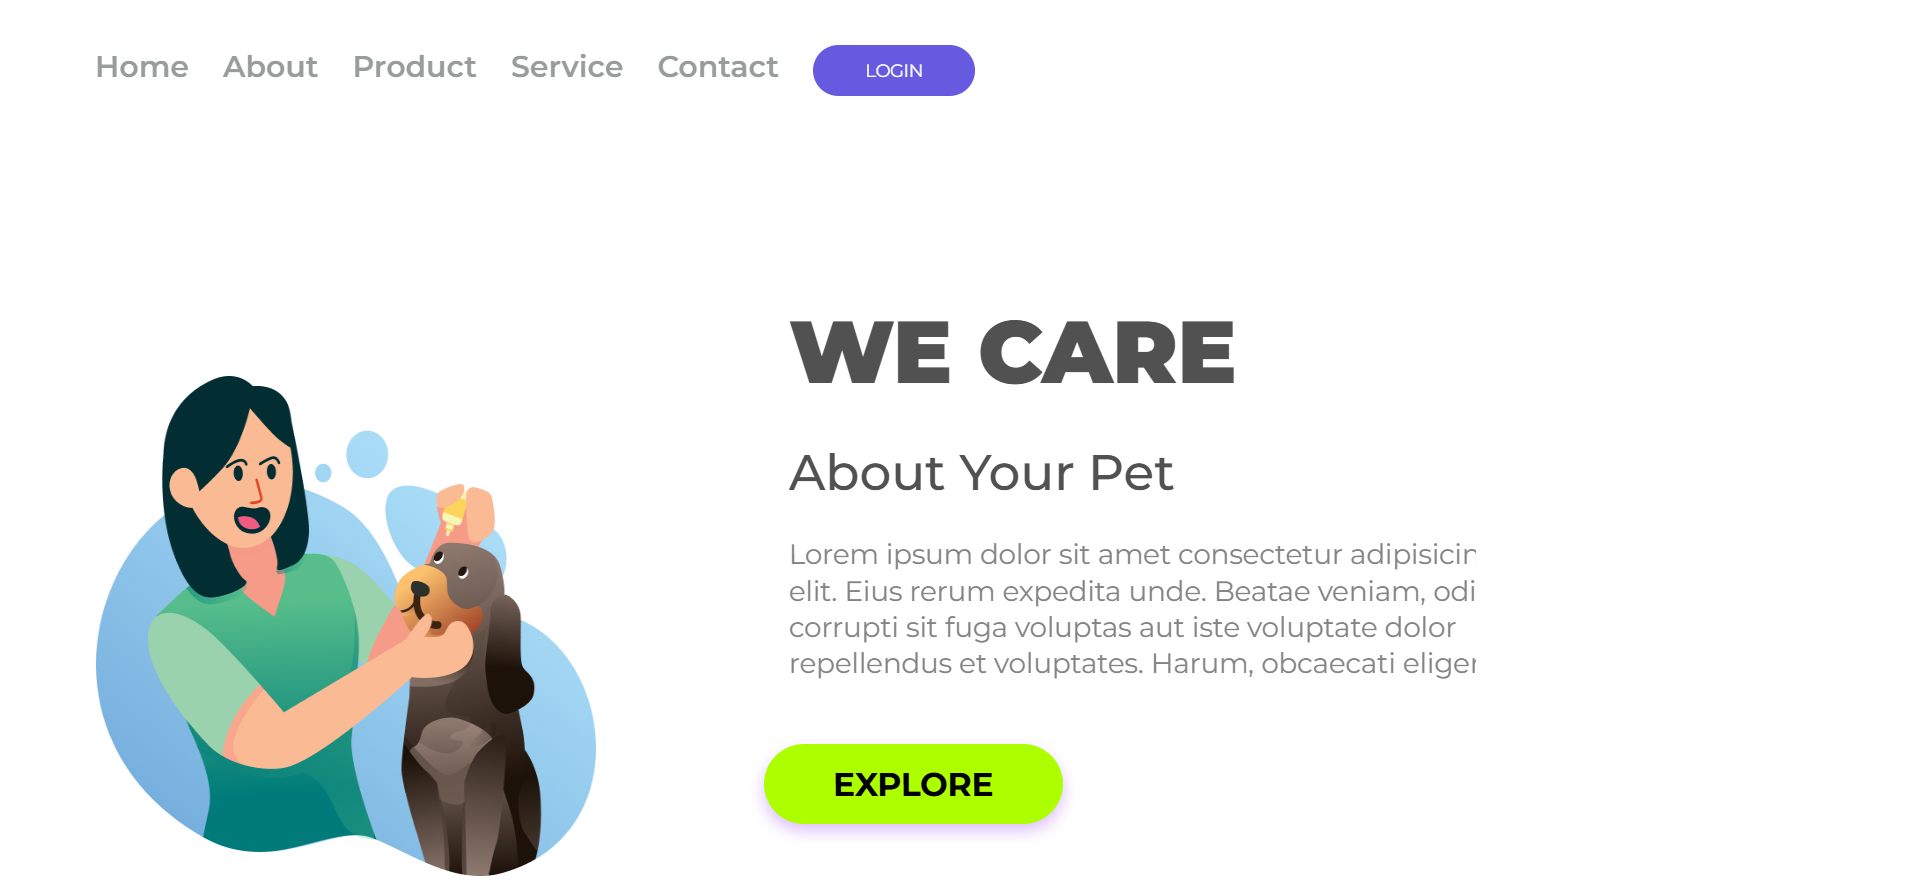 Home About Product Service Contact LOGIN
WE CARE
About Your Pet
Lorem ipsum dolor sit amet consectetur adipisicin
elit. Eius rerum expedita unde. Beatae veniam, odi
corrupti sit fuga voluptas aut iste voluptate dolor
repellendus et voluptates. Harum, obcaecati
EXPLORE